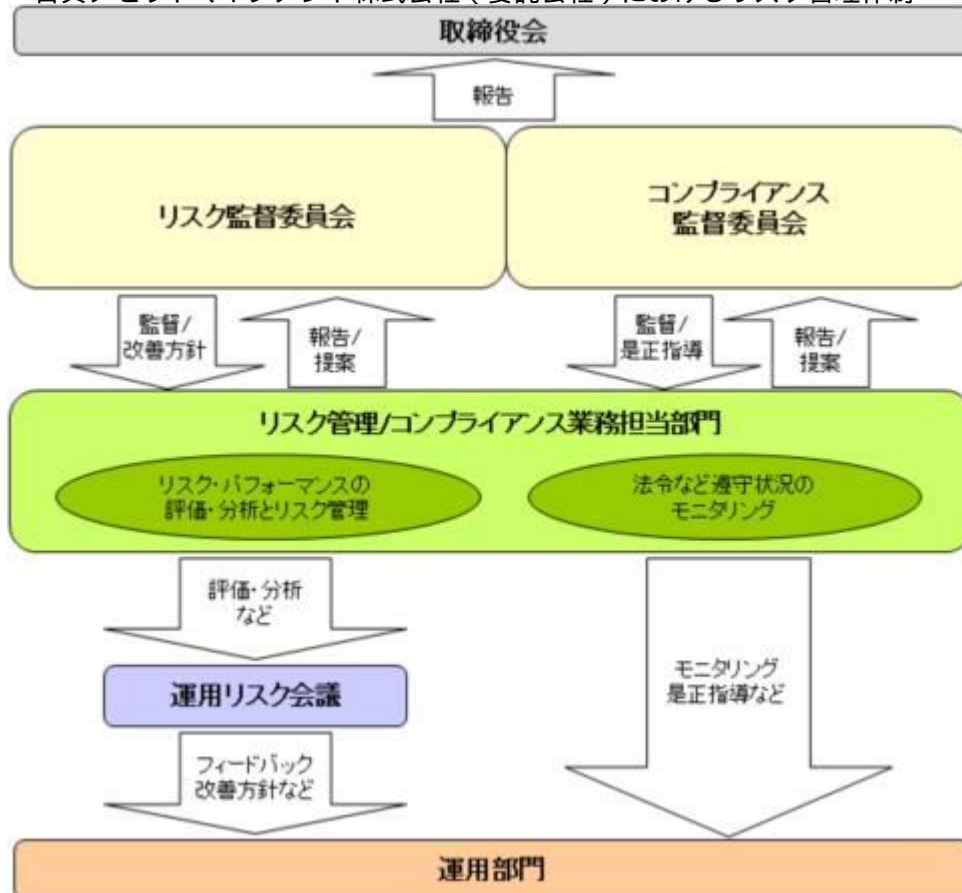 取締役会
報告
リスク監督委員会
コンプライアンス
監督委員会
監督/
改善方針
報告/
提案
監督/
是正指導
報告/
提案
リスク管理/コンプライアンス業務担当部門
リスク・パフォーマンスの
評価・分析とリスク管理
法令など遵守状況の
モニタリング
評価・分析
など
運用リスク会議
モニタリング
是正指導など
フィードバック
改善方針など
運用部門